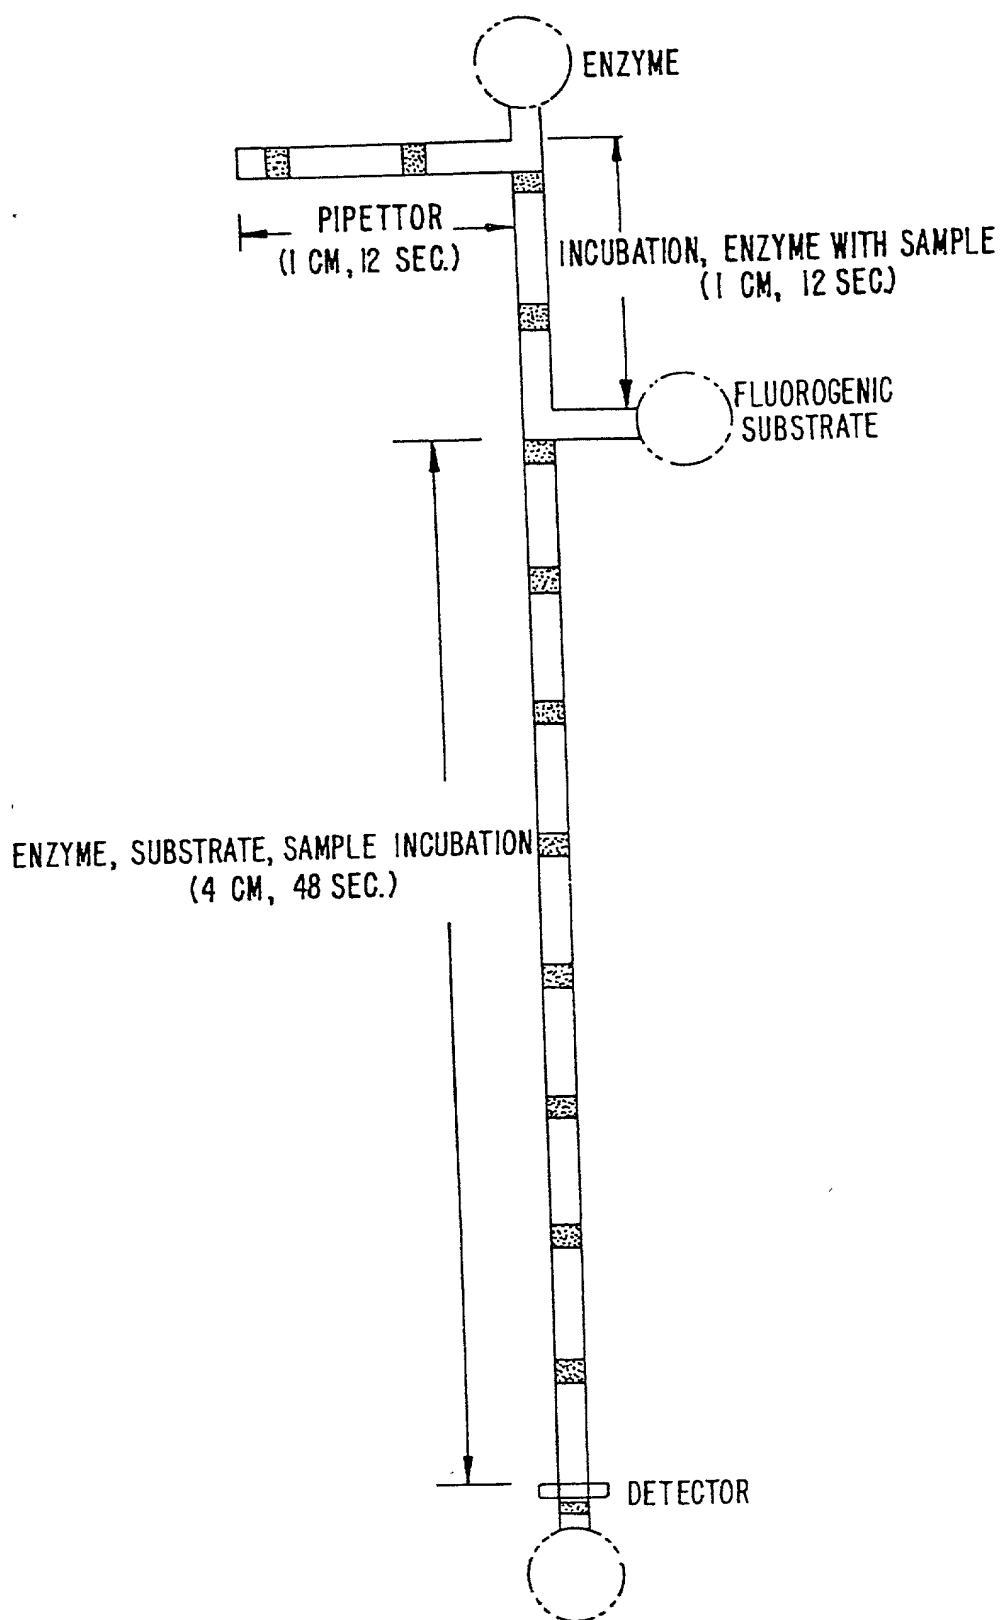 ENZYME
PIPETTOR
(1 CM, 12 SEC.)
INCUBATION, ENZYME WITH SAMPLE
(1 CM, 12 SEC.)
FLUOROGENIC
SUBSTRATE
ENZYME, SUBSTRATE, SAMPLE INCUBATION
(4 CM, 48 SEC.)
DETECTOR